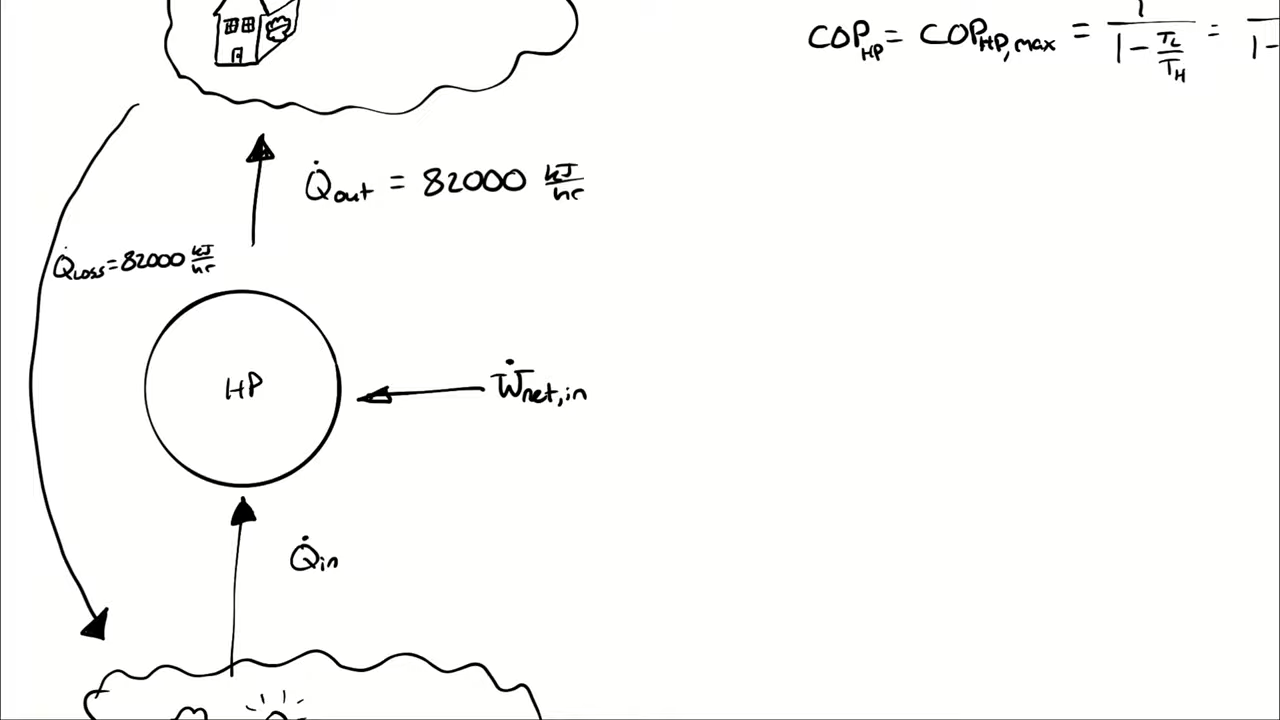 COP_HP = COP_HP,max = 1 / (1 - T_L/T_H) = 1-
Q̇_out = 82000 kJ/hr
Q̇_Loss = 82000 kJ/hr
HP
Ẇ_net,in
Q̇_in